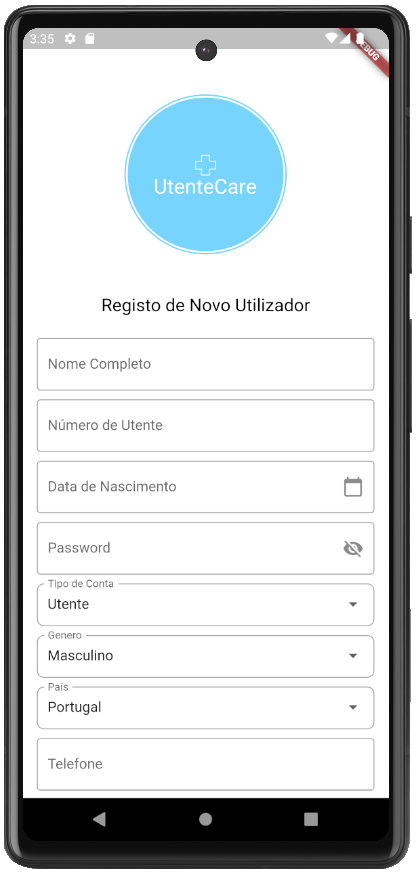 3:35
DEBUG
UtenteCare
Registo de Novo Utilizador
Nome Completo
Número de Utente
Data de Nascimento
Password
Tipo de Conta
Utente
Genero
Masculino
País
Portugal
Telefone